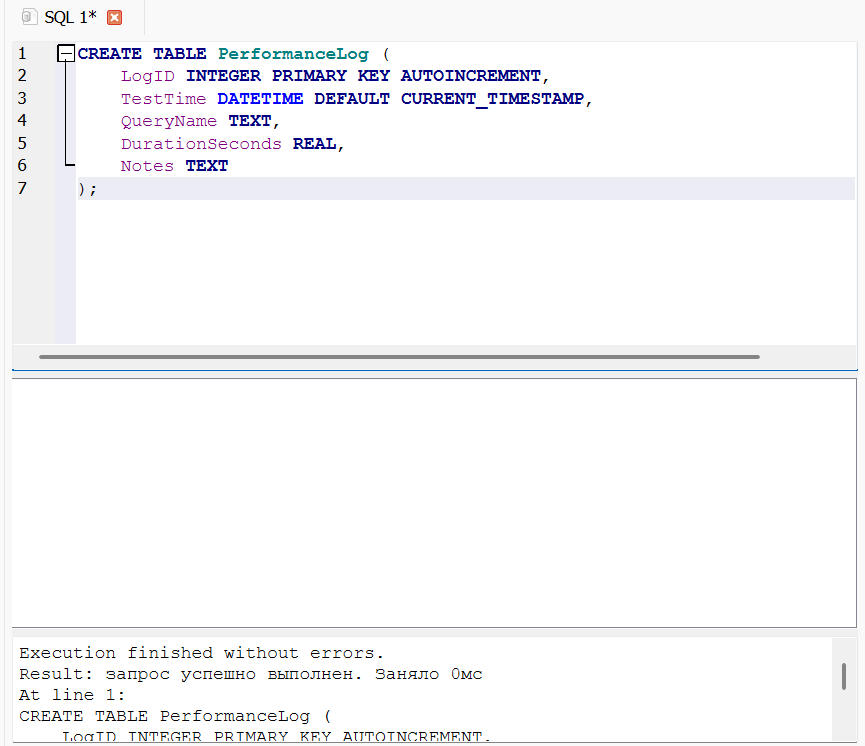 SQL 1*
1 CREATE TABLE PerformanceLog (
2 LogID INTEGER PRIMARY KEY AUTOINCREMENT,
3 TestTime DATETIME DEFAULT CURRENT_TIMESTAMP,
4 QueryName TEXT,
5 DurationSeconds REAL,
6 Notes TEXT
7 );
Execution finished without errors.
Result: запрос успешно выполнен. Заняло 0мс
At line 1:
CREATE TABLE PerformanceLog (
LogID INTEGER PRIMARY KEY AUTOINCREMENT,